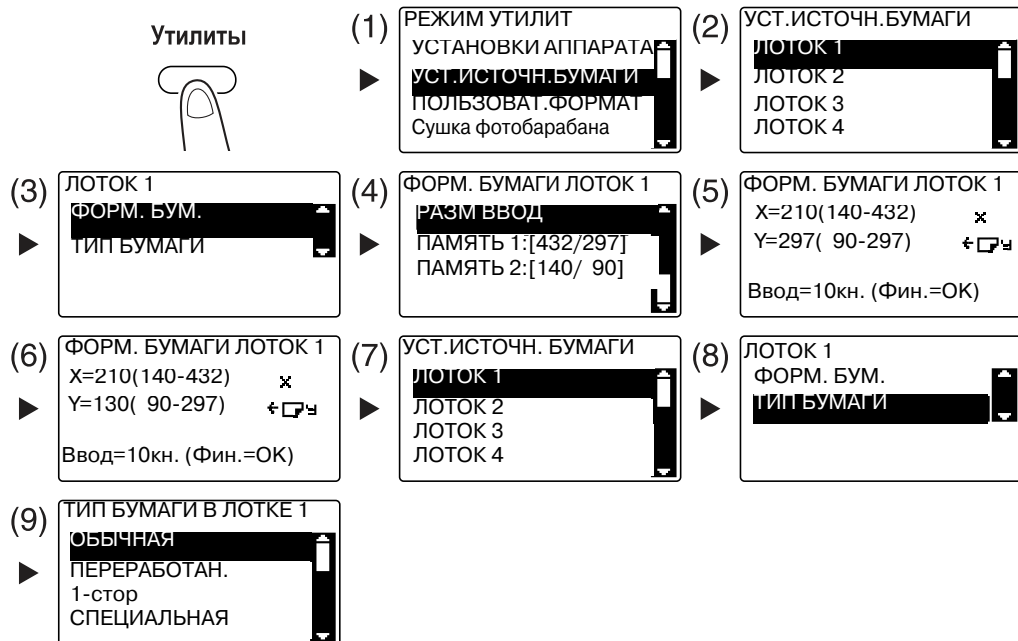 Утилиты
(1)
РЕЖИМ УТИЛИТ
УСТАНОВКИ АППАРАТА
УСТ.ИСТОЧН.БУМАГИ
ПОЛЬЗОВАТ.ФОРМАТ
Сушка фотобарабана
(2)
УСТ.ИСТОЧН.БУМАГИ
ЛОТОК 1
ЛОТОК 2
ЛОТОК 3
ЛОТОК 4
(3)
ЛОТОК 1
ФОРМ. БУМ.
ТИП БУМАГИ
(4)
ФОРМ. БУМАГИ ЛОТОК 1
РАЗМ ВВОД
ПАМЯТЬ 1:[432/297]
ПАМЯТЬ 2:[140/ 90]
(5)
ФОРМ. БУМАГИ ЛОТОК 1
X=210(140-432) x
Y=297( 90-297) Y
Ввод=10кн. (Фин.=OK)
(6)
ФОРМ. БУМАГИ ЛОТОК 1
X=210(140-432) x
Y=130( 90-297) Y
Ввод=10кн. (Фин.=OK)
(7)
УСТ.ИСТОЧН. БУМАГИ
ЛОТОК 1
ЛОТОК 2
ЛОТОК 3
ЛОТОК 4
(8)
ЛОТОК 1
ФОРМ. БУМ.
ТИП БУМАГИ
(9)
ТИП БУМАГИ В ЛОТКЕ 1
ОБЫЧНАЯ
ПЕРЕРАБОТАН.
1-стор
СПЕЦИАЛЬНАЯ